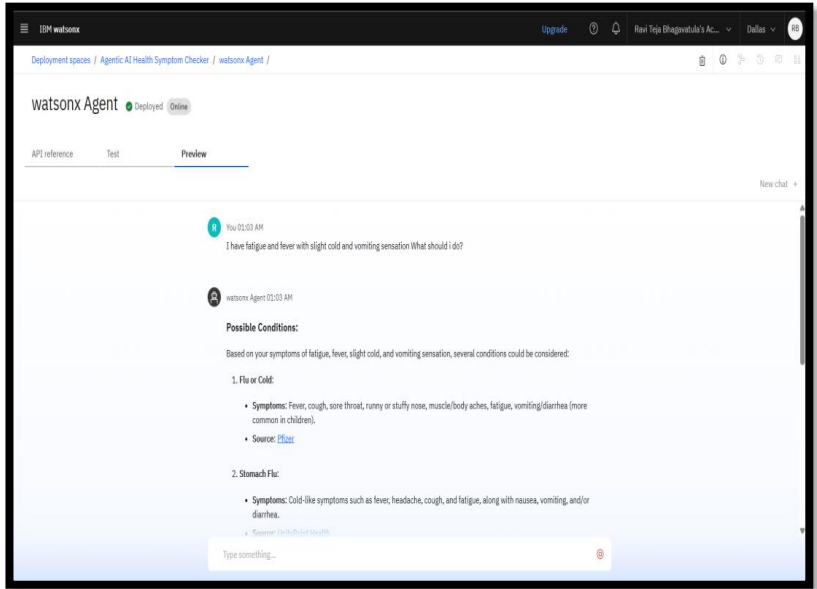 IBM watsonx
Upgrade
Ravi Teja Bhagavatula's Ac...
Dallas
RB
Deployment spaces / Agentic AI Health Symptom Checker / watsonx Agent /
watsonx Agent
Deployed
Online
API reference
Test
Preview
New chat +
R
You 01:03 AM
I have fatigue and fever with slight cold and vomiting sensation What should i do?
watsonx Agent 01:03 AM
Possible Conditions:
Based on your symptoms of fatigue, fever, slight cold, and vomiting sensation, several conditions could be considered:
1. Flu or Cold:
• Symptoms: Fever, cough, sore throat, runny or stuffy nose, muscle/body aches, fatigue, vomiting/diarrhea (more
common in children).
• Source: Pfizer
2. Stomach Flu:
• Symptoms: Cold-like symptoms such as fever, headache, cough, and fatigue, along with nausea, vomiting, and/or
diarrhea.
• Source: UnityPoint Health
Type something...
@